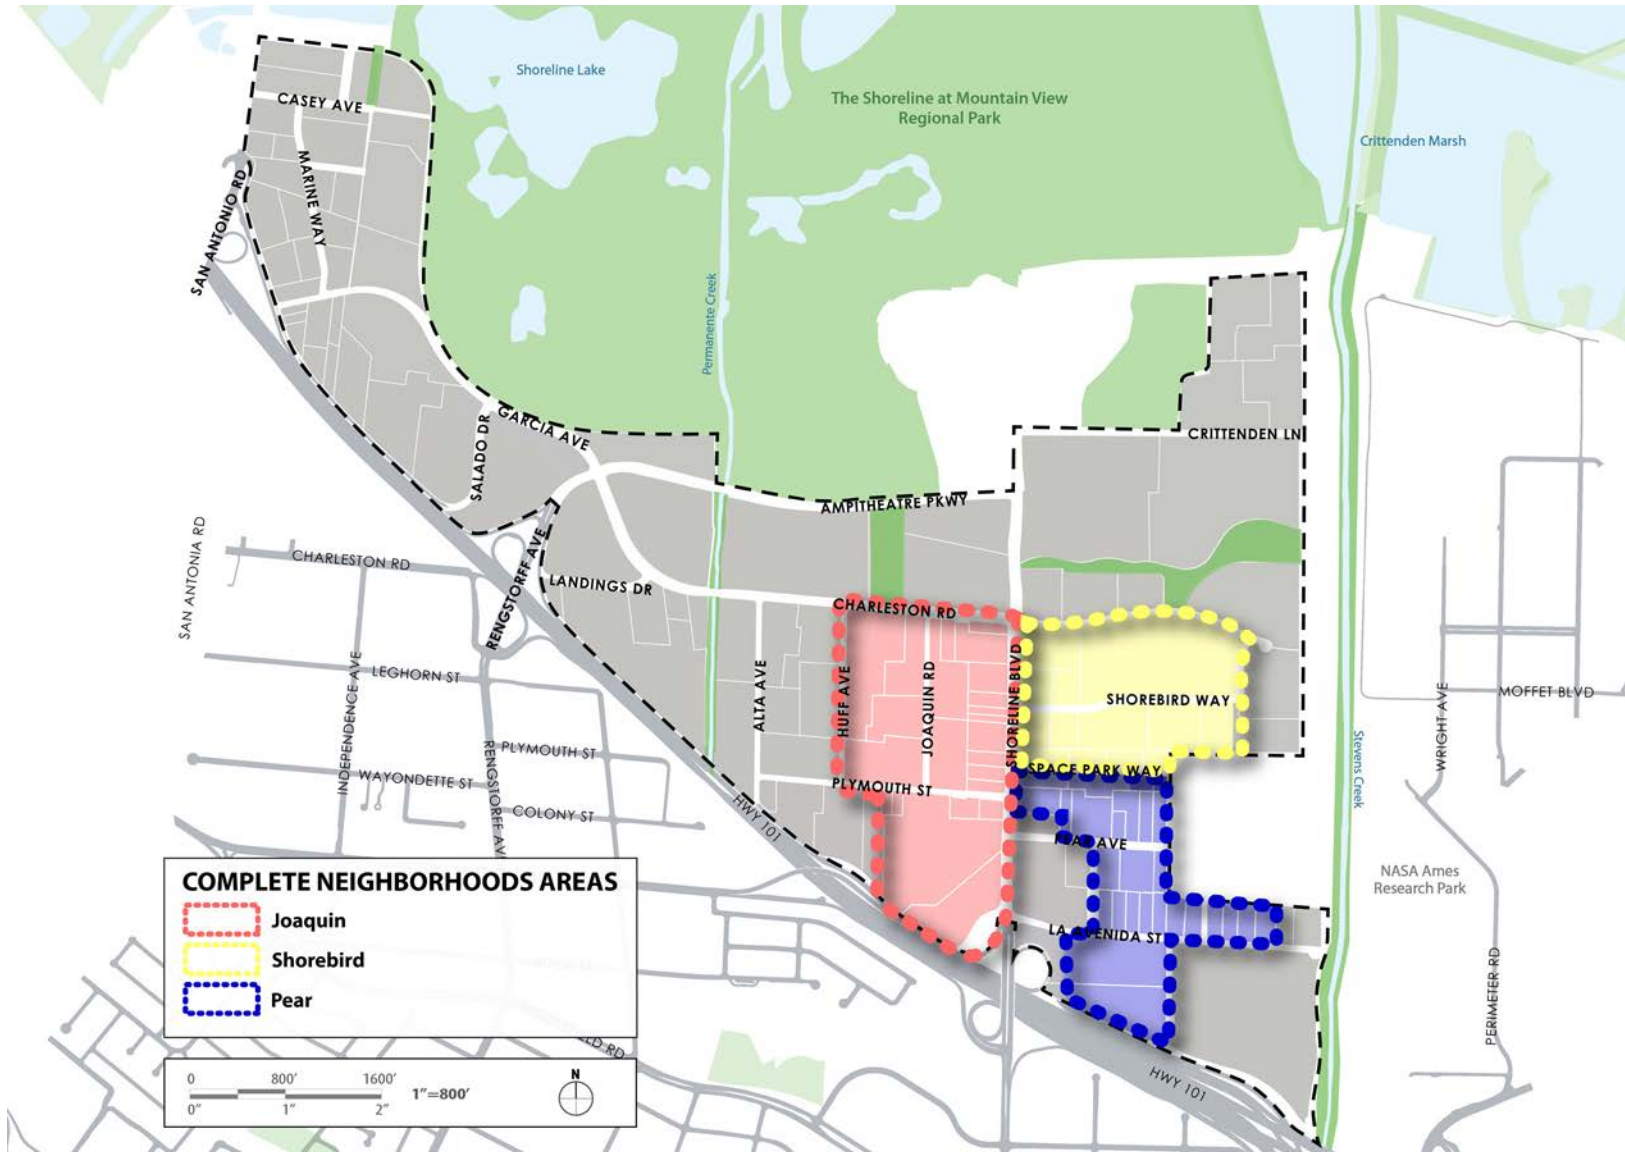 Shoreline Lake
The Shoreline at Mountain View
Regional Park
Crittenden Marsh
CASEY AVE
MARINE WAY
SAN ANTONIO RD
Permanente Creek
GARCIA AVE
SALADO DR
CRITTENDEN LN
AMPITHEATRE PKWY
SAN ANTONIA RD
CHARLESTON RD
RENGSTORFF AVE
LANDINGS DR
CHARLESTON RD
INDEPENDENCE AVE
LEGHORN ST
ALTA AVE
HUFF AVE
JOAQUIN RD
SHORELINE BLVD
SHOREBIRD WAY
MOFFET BLVD
WRIGHT AVE
Stevens Creek
RENGSTORFF AVE
PLYMOUTH ST
WAYONDETTE ST
COLONY ST
HWY 101
PLYMOUTH ST
SPACE PARK WAY
PEAR AVE
LA AVENIDA ST
NASA Ames
Research Park
PERIMETER RD
HWY 101
COMPLETE NEIGHBORHOODS AREAS
Joaquin
Shorebird
Pear
0 800' 1600'
0" 1" 2"
1"=800'
N